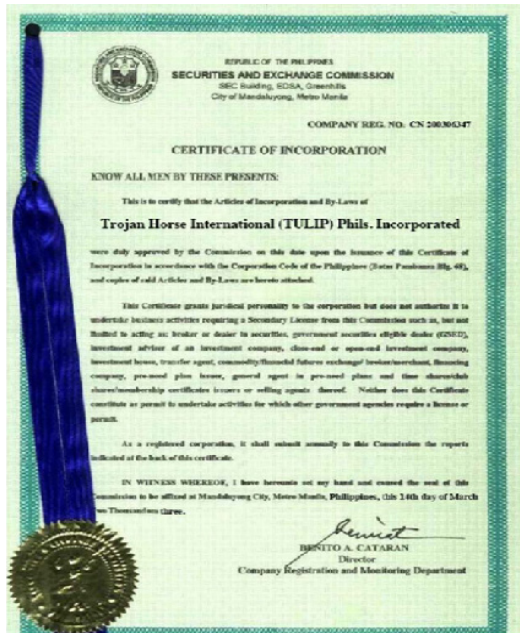 REPUBLIC OF THE PHILIPPINES
SECURITIES AND EXCHANGE COMMISSION
SEC Building, EDSA, Greenhills
City of Mandaluyong, Metro Manila
COMPANY REG. NO. CN 200306347
CERTIFICATE OF INCORPORATION
KNOW ALL MEN BY THESE PRESENTS:
This is to certify that the Articles of Incorporation and By-Laws of
Trojan Horse International (TULIP) Phils. Incorporated
were duly approved by the Commission on this date upon the issuance of this Certificate of
Incorporation in accordance with the Corporation Code of the Philippines (Batas Pambansa Blg. 68),
and copies of said Articles and By-Laws are hereto attached.
This Certificate grants juridical personality to the corporation but does not authorize it to
undertake business activities requiring a Secondary License from this Commission such as, but not
limited to acting as: broker or dealer in securities, government securities eligible dealer (GSED),
investment adviser of an investment company, close-end or open-end investment company,
investment house, transfer agent, commodity/financial futures exchange/ broker/merchant, financing
company, pre-need plan issuer, general agent in pre-need plans and time shares/club
shares/membership certificates issuers or selling agents thereof. Neither does this Certificate
constitute as permit to undertake activities for which other government agencies require a license or
permit.
As a registered corporation, it shall submit annually to this Commission the reports
indicated at the back of this certificate.
IN WITNESS WHEREOF, I have hereunto set my hand and caused the seal of this
Commission to be affixed at Mandaluyong City, Metro Manila, Philippines, this 14th day of March
Two Thousand three.
BENITO A. CATARAN
Director
Company Registration and Monitoring Department